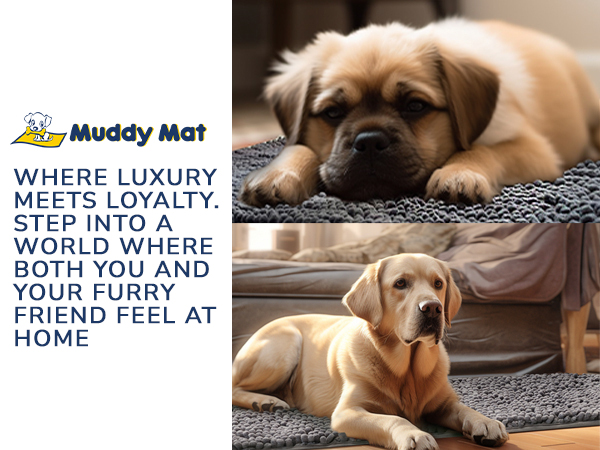 Muddy Mat
WHERE LUXURY
MEETS LOYALTY.
STEP INTO A
WORLD WHERE
BOTH YOU AND
YOUR FURRY
FRIEND FEEL AT
HOME